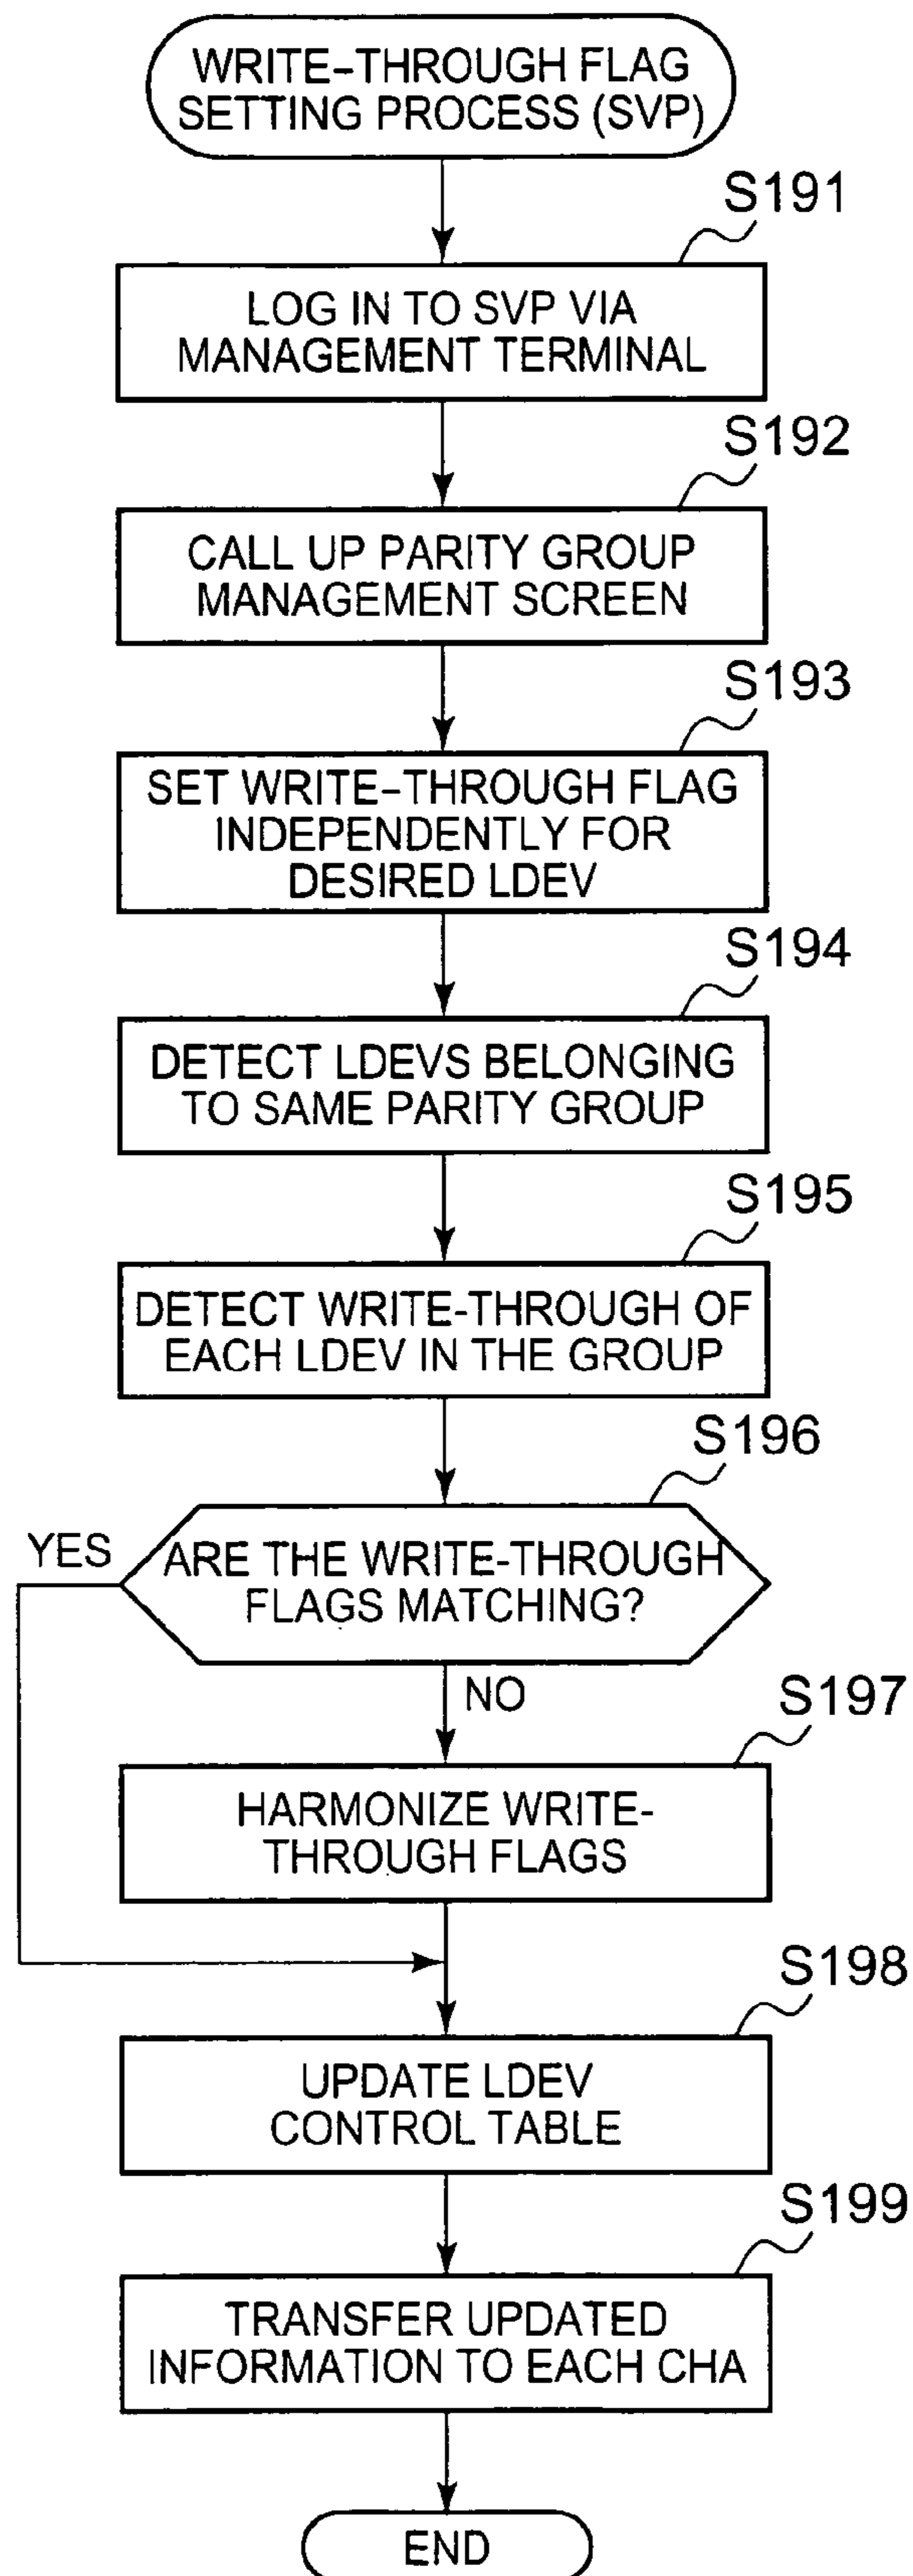 WRITE-THROUGH FLAG
SETTING PROCESS (SVP)
S191
LOG IN TO SVP VIA
MANAGEMENT TERMINAL
S192
CALL UP PARITY GROUP
MANAGEMENT SCREEN
S193
SET WRITE-THROUGH FLAG
INDEPENDENTLY FOR
DESIRED LDEV
S194
DETECT LDEVS BELONGING
TO SAME PARITY GROUP
S195
DETECT WRITE-THROUGH OF
EACH LDEV IN THE GROUP
S196
YES
ARE THE WRITE-THROUGH
FLAGS MATCHING?
NO
S197
HARMONIZE WRITE-
THROUGH FLAGS
S198
UPDATE LDEV
CONTROL TABLE
S199
TRANSFER UPDATED
INFORMATION TO EACH CHA
END